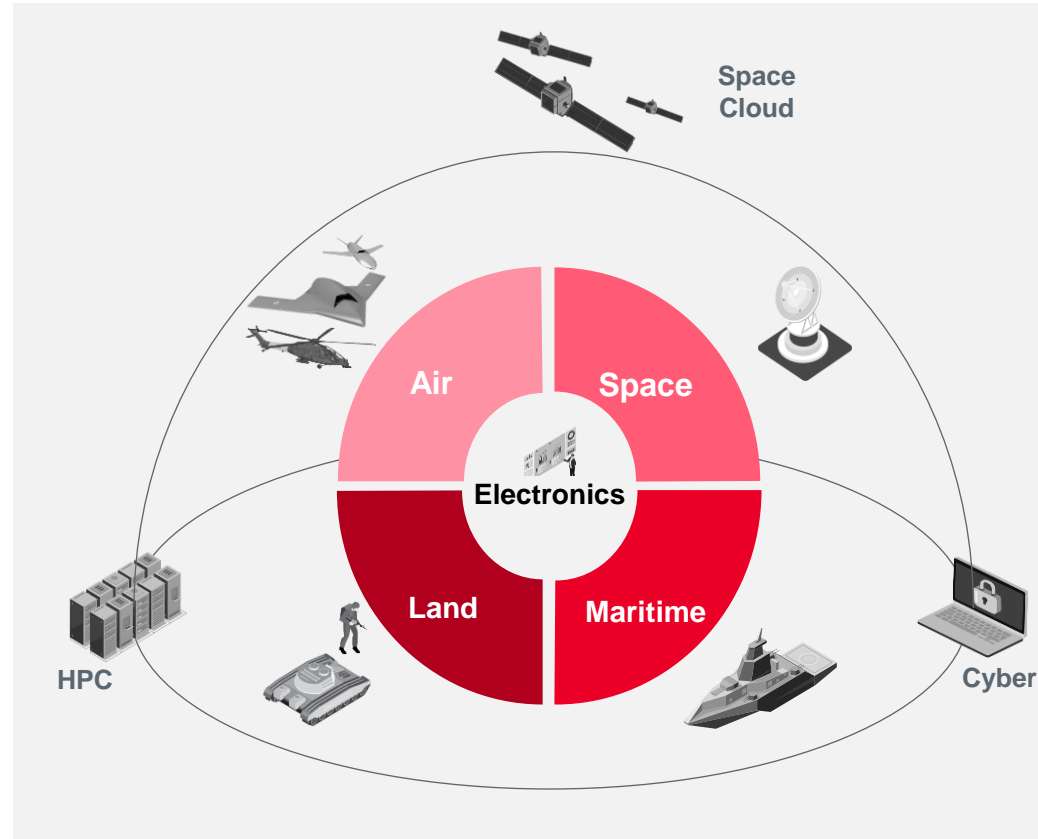 Space
Cloud
Air
Space
Electronics
Land
Maritime
HPC
Cyber